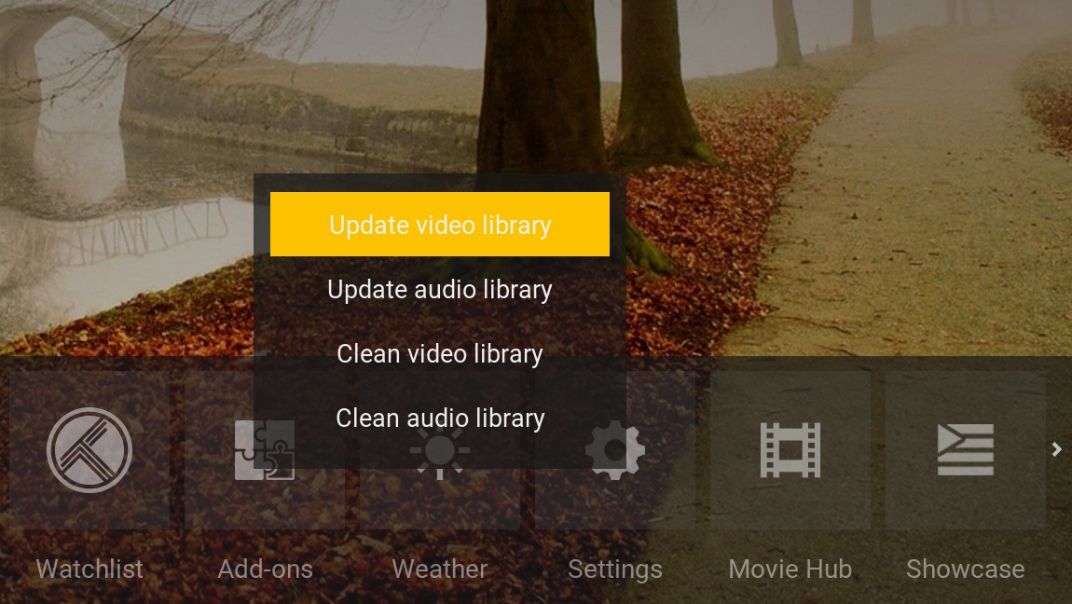 Update video library
Update audio library
Clean video library
Clean audio library
Watchlist
Add-ons
Weather
Settings
Movie Hub
Showcase